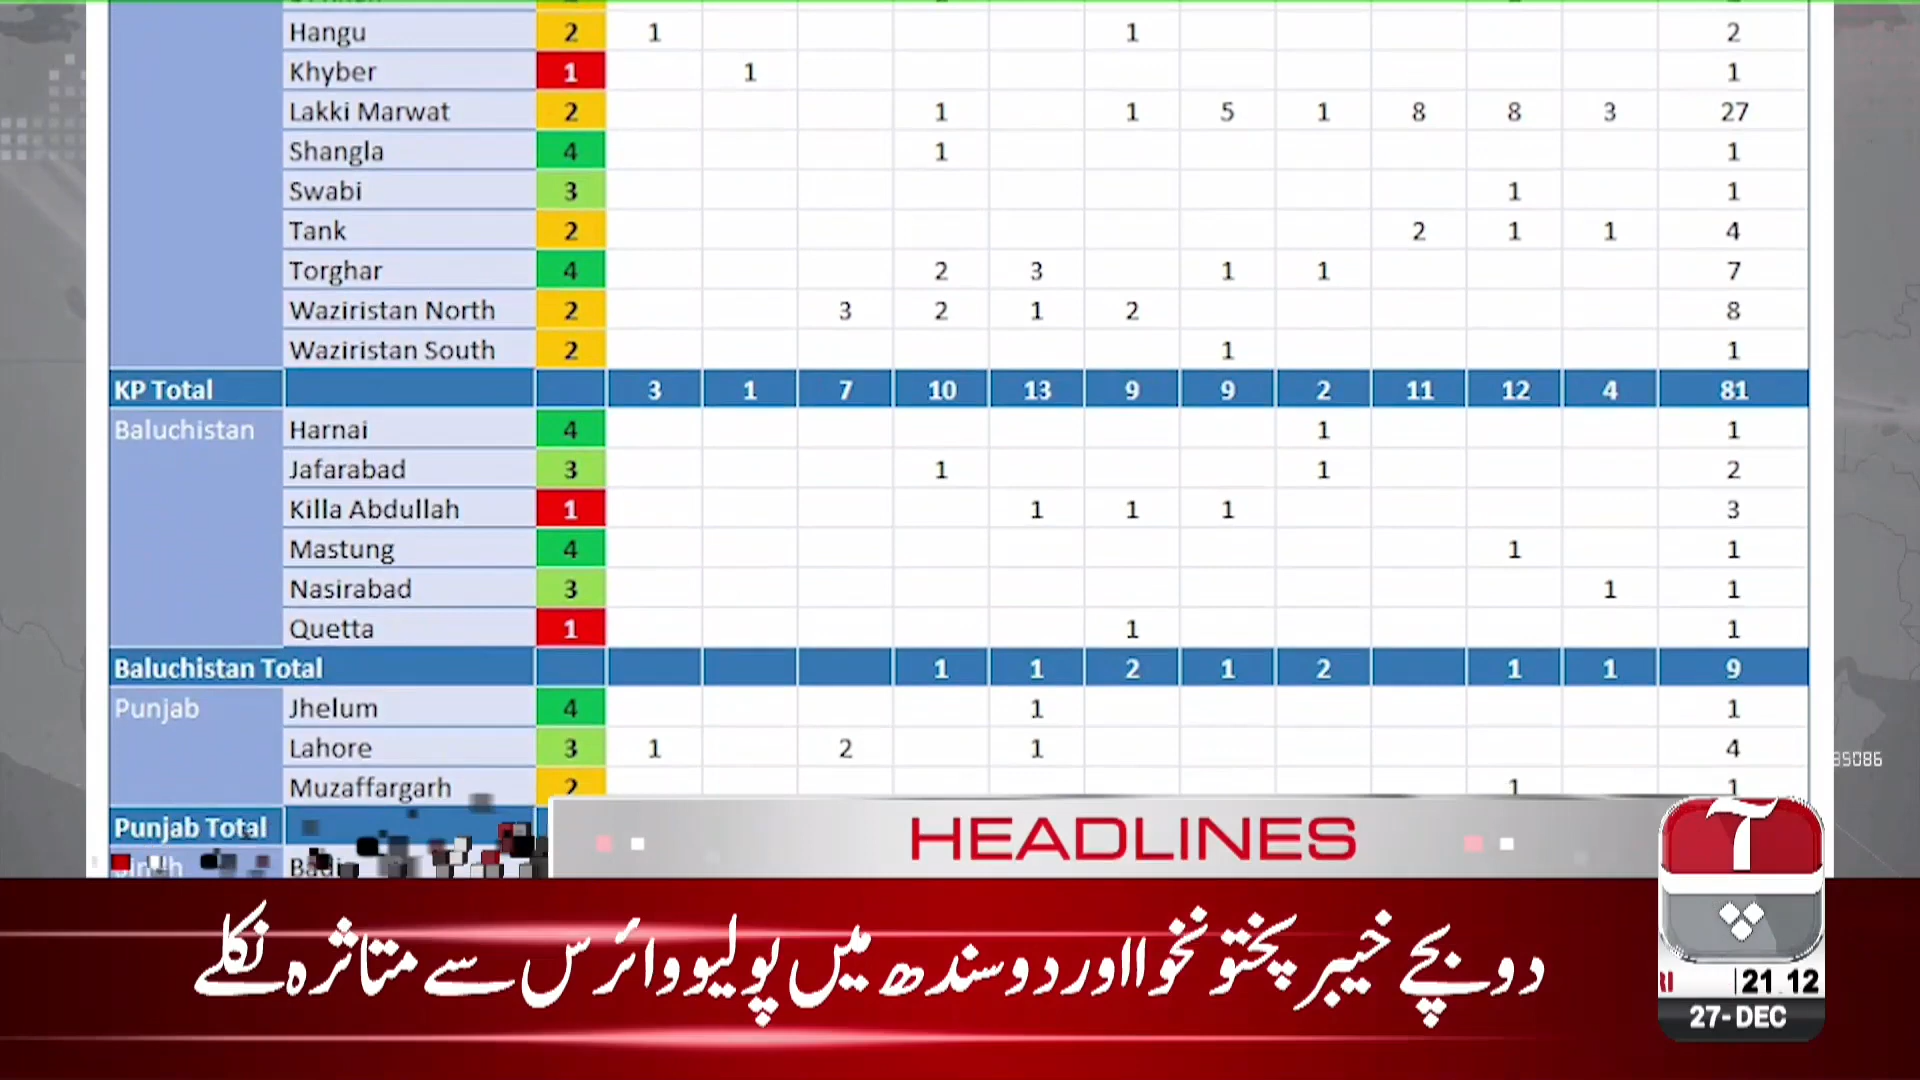 Hangu 2 1 1 2
Khyber 1 1 1
Lakki Marwat 2 1 1 5 1 8 8 3 27
Shangla 4 1 1
Swabi 3 1 1
Tank 2 2 1 1 4
Torghar 4 2 3 1 1 7
Waziristan North 2 3 2 1 2 8
Waziristan South 2 1 1
KP Total 3 1 7 10 13 9 9 2 11 12 4 81
Baluchistan Harnai 4 1 1
Jafarabad 3 1 1 2
Killa Abdullah 1 1 1 1 3
Mastung 4 1 1
Nasirabad 3 1 1
Quetta 1 1 1
Baluchistan Total 1 1 2 1 2 1 1 9
Punjab Jhelum 4 1 1
Lahore 3 1 2 1 4
Muzaffargarh 2 1 1
Punjab Total
HEADLINES
دو بچے خیبر پختونخوا اور دو سندھ میں پولیو وائرس سے متاثرہ نکلے
آپ
21 12
27-DEC